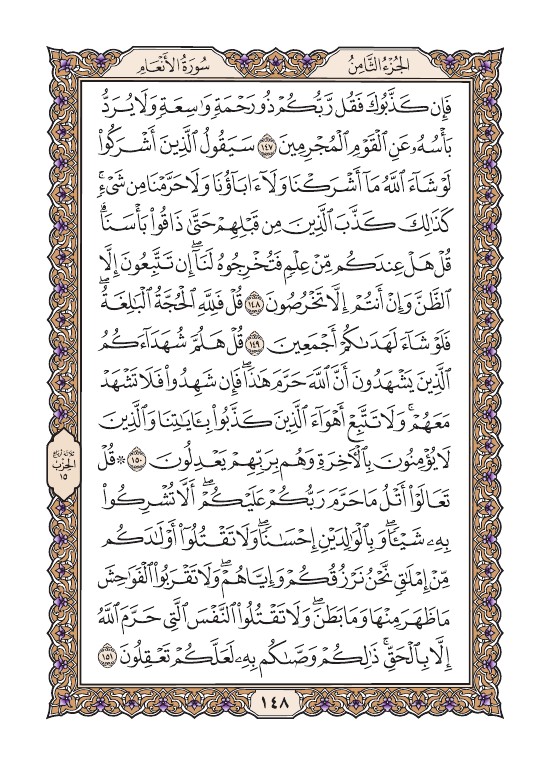 الجُزْءُ الثَّامِنُ
سُورَةُ الأَنْعَامِ
فَإِن كَذَّبُوكَ فَقُل رَّبُّكُمْ ذُو رَحْمَةٍ وَٰسِعَةٍ وَلَا يُرَدُّ
بَأْسُهُۥ عَنِ ٱلْقَوْمِ ٱلْمُجْرِمِينَ ١٤٧ سَيَقُولُ ٱلَّذِينَ أَشْرَكُوا۟
لَوْ شَآءَ ٱللَّهُ مَآ أَشْرَكْنَا وَلَآ ءَابَآؤُنَا وَلَا حَرَّمْنَا مِن شَىْءٍۚ
كَذَٰلِكَ كَذَّبَ ٱلَّذِينَ مِن قَبْلِهِمْ حَتَّىٰ ذَاقُوا۟ بَأْسَنَاۗ
قُلْ هَلْ عِندَكُم مِّنْ عِلْمٍ فَتُخْرِجُوهُ لَنَآۖ إِن تَتَّبِعُونَ إِلَّا
ٱلظَّنَّ وَإِنْ أَنتُمْ إِلَّا تَخْرُصُونَ ١٤٨ قُلْ فَلِلَّهِ ٱلْحُجَّةُ ٱلْبَٰلِغَةُۖ
فَلَوْ شَآءَ لَهَدَىٰكُمْ أَجْمَعِينَ ١٤٩ قُلْ هَلُمَّ شُهَدَآءَكُمُ
ٱلَّذِينَ يَشْهَدُونَ أَنَّ ٱللَّهَ حَرَّمَ هَٰذَاۖ فَإِن شَهِدُوا۟ فَلَا تَشْهَدْ
مَعَهُمْۚ وَلَا تَتَّبِعْ أَهْوَآءَ ٱلَّذِينَ كَذَّبُوا۟ بِـَٔايَٰتِنَا وَٱلَّذِينَ
لَا يُؤْمِنُونَ بِٱلْـَٔاخِرَةِ وَهُم بِرَبِّهِمْ يَعْدِلُونَ ١٥٠ ۞ قُلْ
تَعَالَوْا۟ أَتْلُ مَا حَرَّمَ رَبُّكُمْ عَلَيْكُمْۖ أَلَّا تُشْرِكُوا۟
بِهِۦ شَيْـًٔاۖ وَبِٱلْوَٰلِدَيْنِ إِحْسَٰنًاۖ وَلَا تَقْتُلُوٓا۟ أَوْلَٰدَكُم
مِّنْ إِمْلَٰقٍۖ نَّحْنُ نَرْزُقُكُمْ وَإِيَّاهُمْۖ وَلَا تَقْرَبُوا۟ ٱلْفَوَٰحِشَ
مَا ظَهَرَ مِنْهَا وَمَا بَطَنَۖ وَلَا تَقْتُلُوا۟ ٱلنَّفْسَ ٱلَّتِى حَرَّمَ ٱللَّهُ
إِلَّا بِٱلْحَقِّۚ ذَٰلِكُمْ وَصَّىٰكُم بِهِۦ لَعَلَّكُمْ تَعْقِلُونَ ١٥١
ثلاثة أرباع
الحزب
١٥
١٤٨